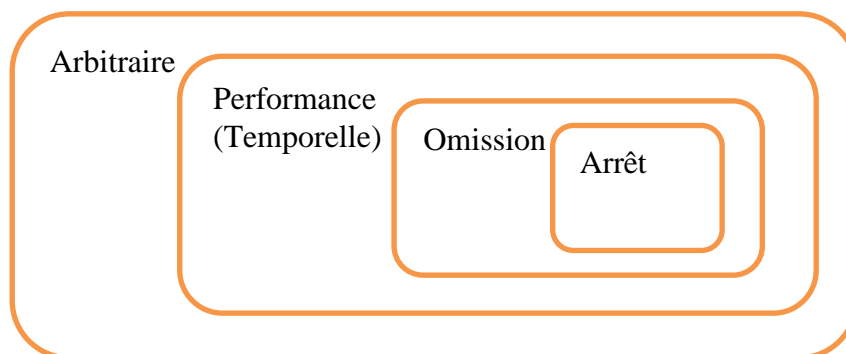 Arbitraire
Performance
(Temporelle)
Omission
Arrêt